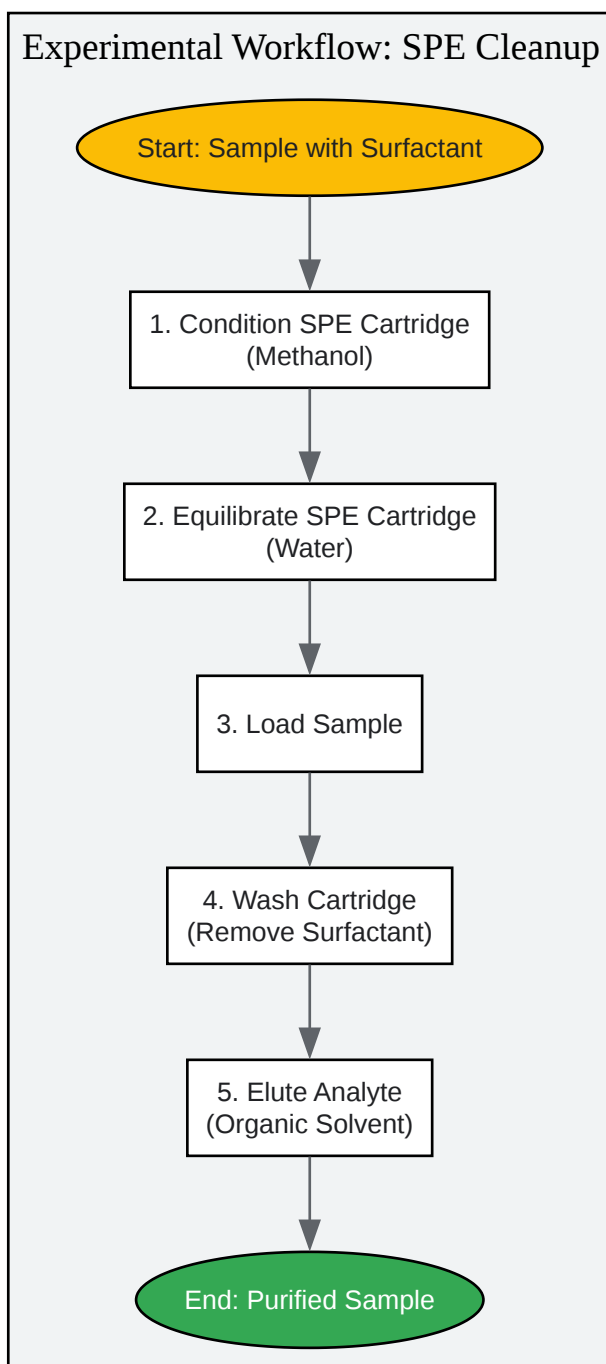 Experimental Workflow: SPE Cleanup
Start: Sample with Surfactant
1. Condition SPE Cartridge
(Methanol)
2. Equilibrate SPE Cartridge
(Water)
3. Load Sample
4. Wash Cartridge
(Remove Surfactant)
5. Elute Analyte
(Organic Solvent)
End: Purified Sample